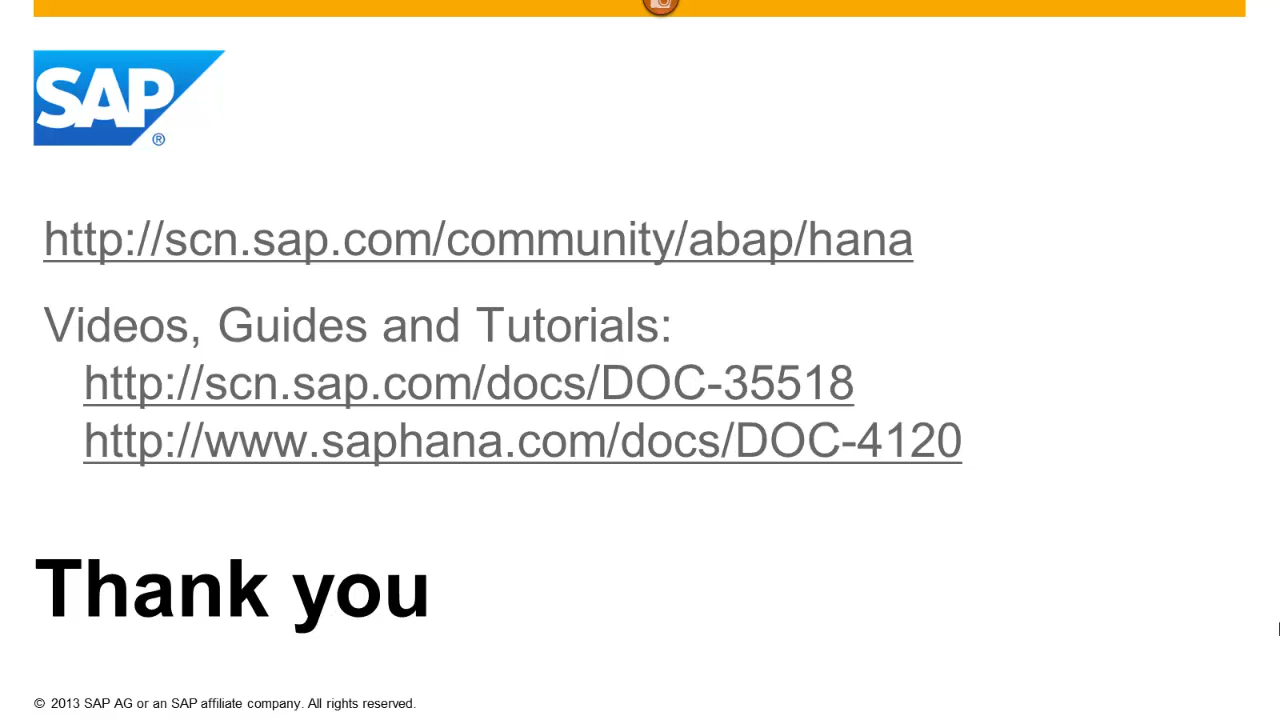 SAP ®
http://scn.sap.com/community/abap/hana
Videos, Guides and Tutorials:
http://scn.sap.com/docs/DOC-35518
http://www.saphana.com/docs/DOC-4120
Thank you
© 2013 SAP AG or an SAP affiliate company. All rights reserved.